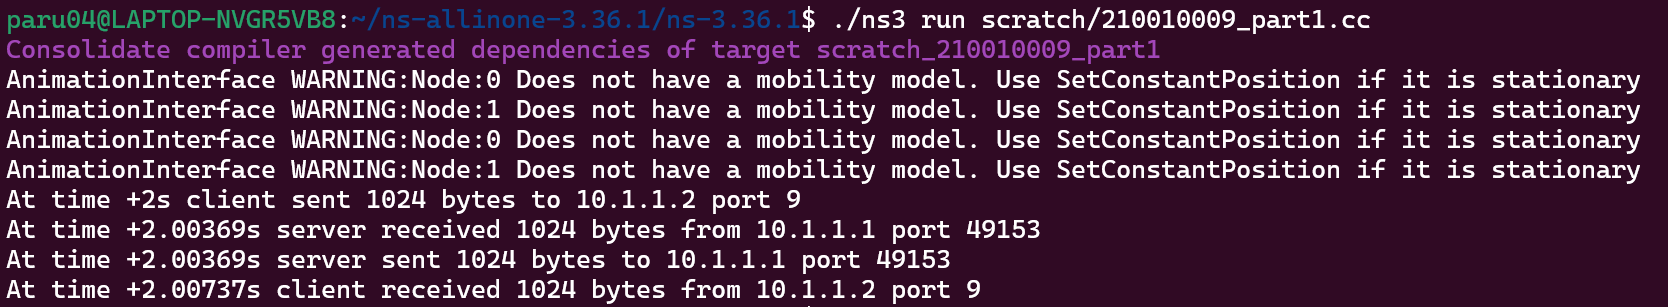 paru04@LAPTOP-NVGR5VB8:~/ns-allinone-3.36.1/ns-3.36.1$ ./ns3 run scratch/210010009_part1.cc
Consolidate compiler generated dependencies of target scratch_210010009_part1
AnimationInterface WARNING:Node:0 Does not have a mobility model. Use SetConstantPosition if it is stationary
AnimationInterface WARNING:Node:1 Does not have a mobility model. Use SetConstantPosition if it is stationary
AnimationInterface WARNING:Node:0 Does not have a mobility model. Use SetConstantPosition if it is stationary
AnimationInterface WARNING:Node:1 Does not have a mobility model. Use SetConstantPosition if it is stationary
At time +2s client sent 1024 bytes to 10.1.1.2 port 9
At time +2.00369s server received 1024 bytes from 10.1.1.1 port 49153
At time +2.00369s server sent 1024 bytes to 10.1.1.1 port 49153
At time +2.00737s client received 1024 bytes from 10.1.1.2 port 9